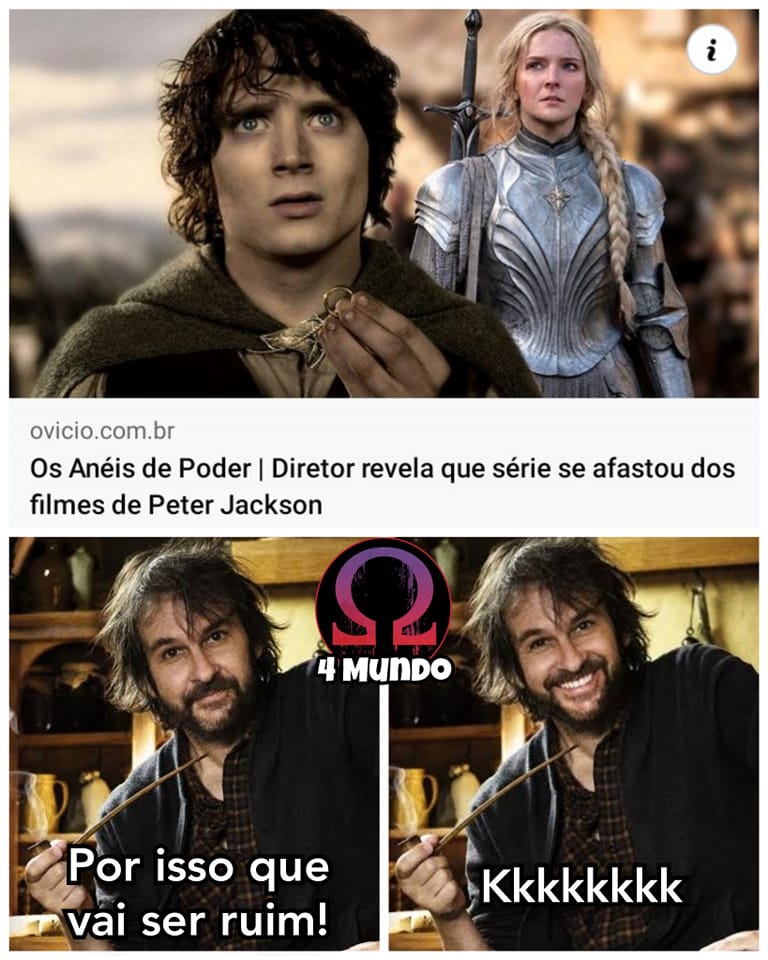 i
ovicio.com.br
Os Anéis de Poder | Diretor revela que série se afastou dos
filmes de Peter Jackson
Ω
4 Mundo
Por isso que
vai ser ruim!
Kkkkkkkk